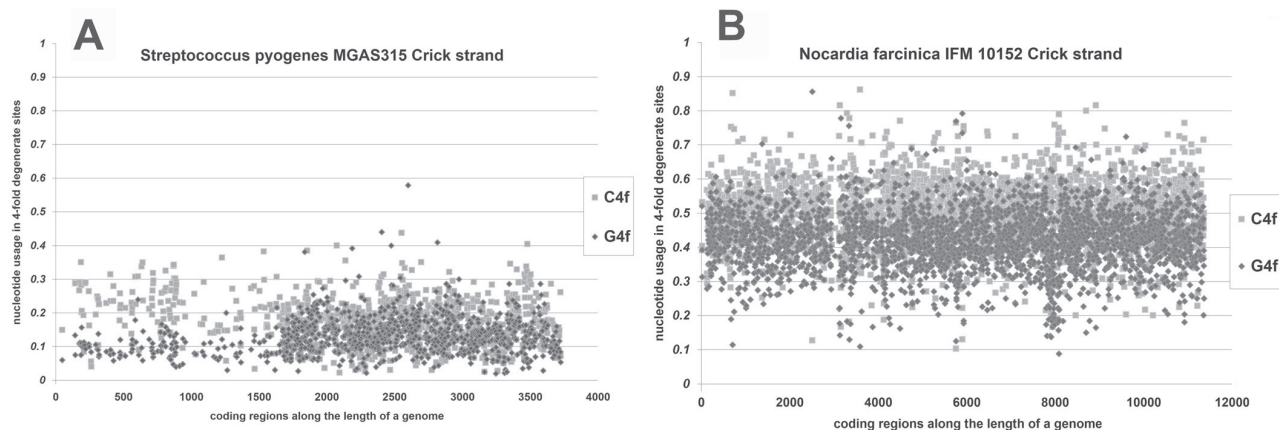 A
Streptococcus pyogenes MGAS315 Crick strand
nucleotide usage in 4-fold degenerate sites
1
0.9
0.8
0.7
0.6
0.5
0.4
0.3
0.2
0.1
0
0 500 1000 1500 2000 2500 3000 3500 4000
coding regions along the length of a genome
C4f
G4f
B
Nocardia farcinica IFM 10152 Crick strand
nucleotide usage in 4-fold degenerate sites
1
0.9
0.8
0.7
0.6
0.5
0.4
0.3
0.2
0.1
0
0 2000 4000 6000 8000 10000 12000
coding regions along the length of a genome
C4f
G4f